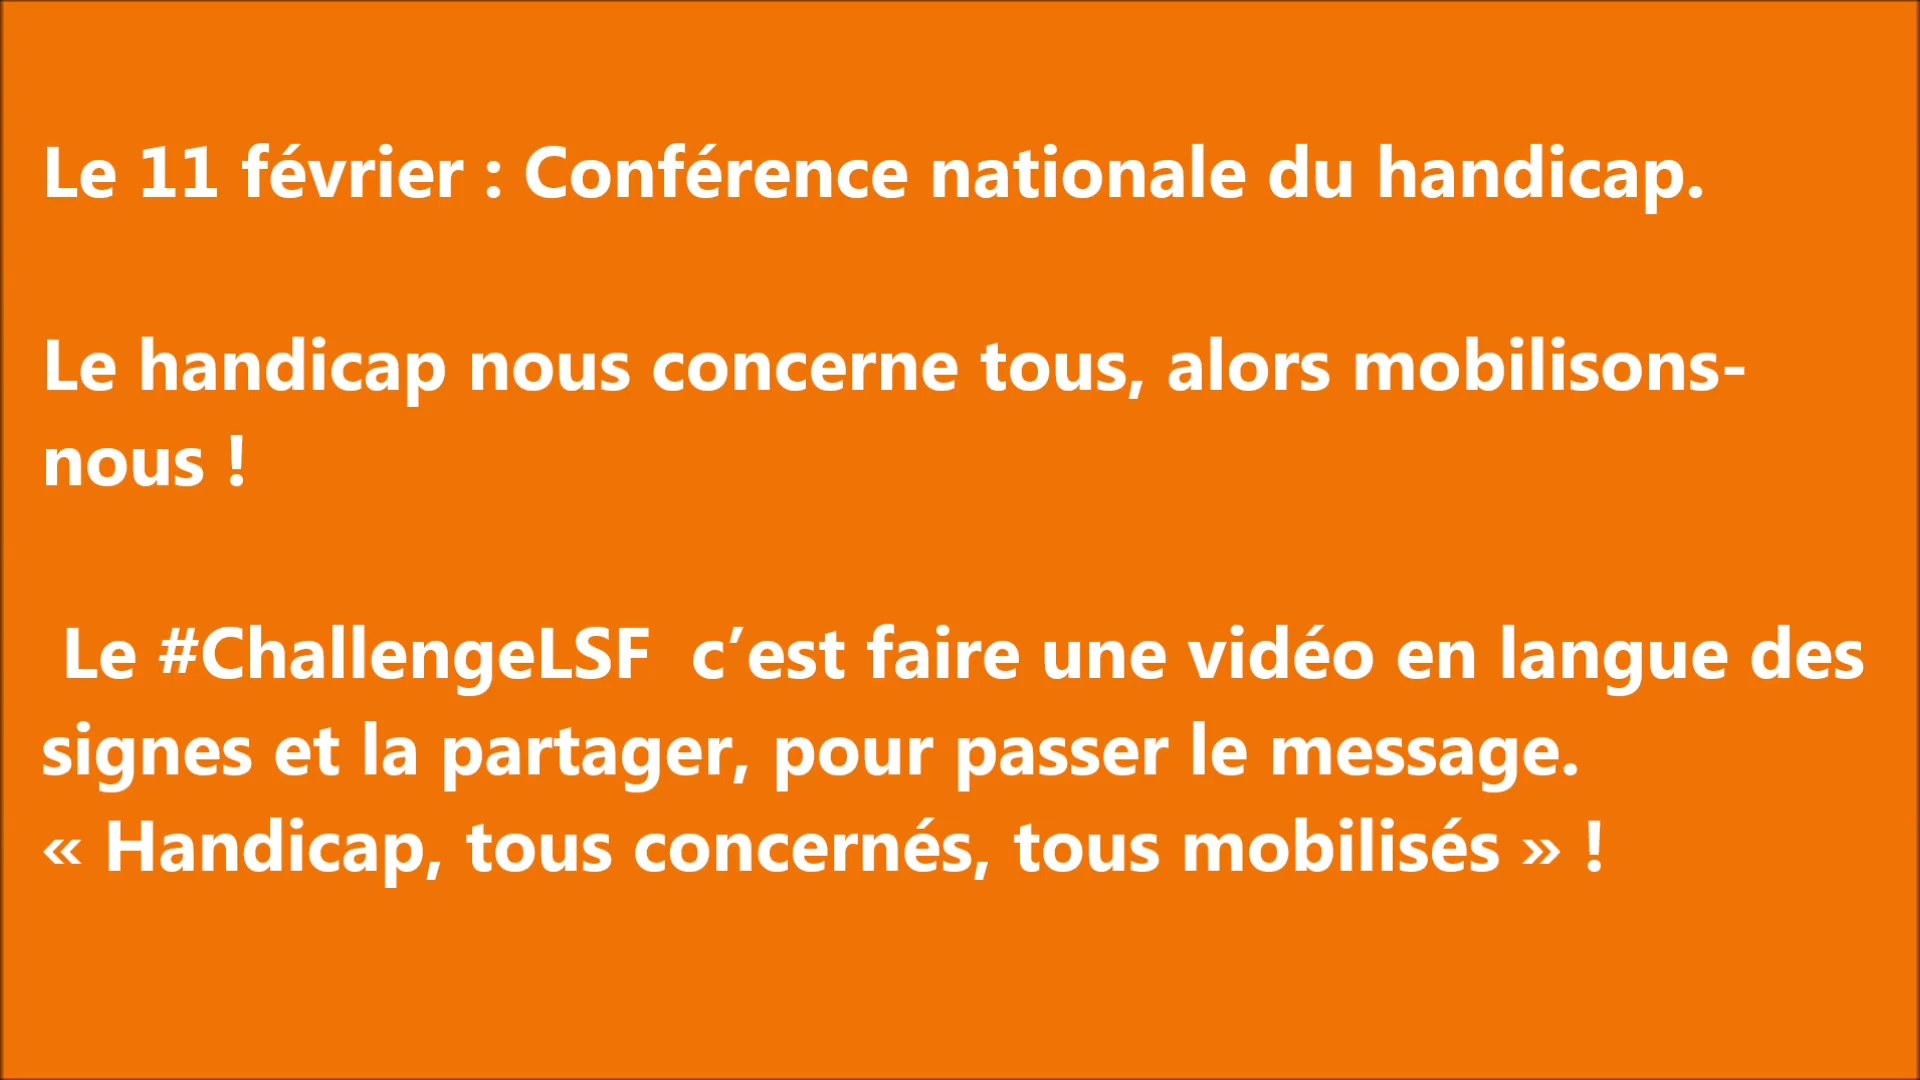 Le 11 février : Conférence nationale du handicap.
Le handicap nous concerne tous, alors mobilisons-
nous !
Le #ChallengeLSF c’est faire une vidéo en langue des
signes et la partager, pour passer le message.
« Handicap, tous concernés, tous mobilisés » !